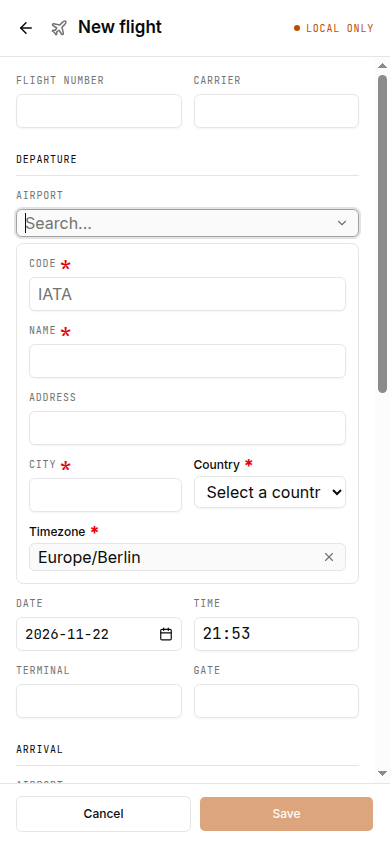 New flight
LOCAL ONLY
FLIGHT NUMBER
CARRIER
DEPARTURE
AIRPORT
Search...
CODE *
IATA
NAME *
ADDRESS
CITY *
Country *
Select a countr
Timezone *
Europe/Berlin
DATE
TIME
2026-11-22
21:53
TERMINAL
GATE
ARRIVAL
AIRPORT
Cancel
Save